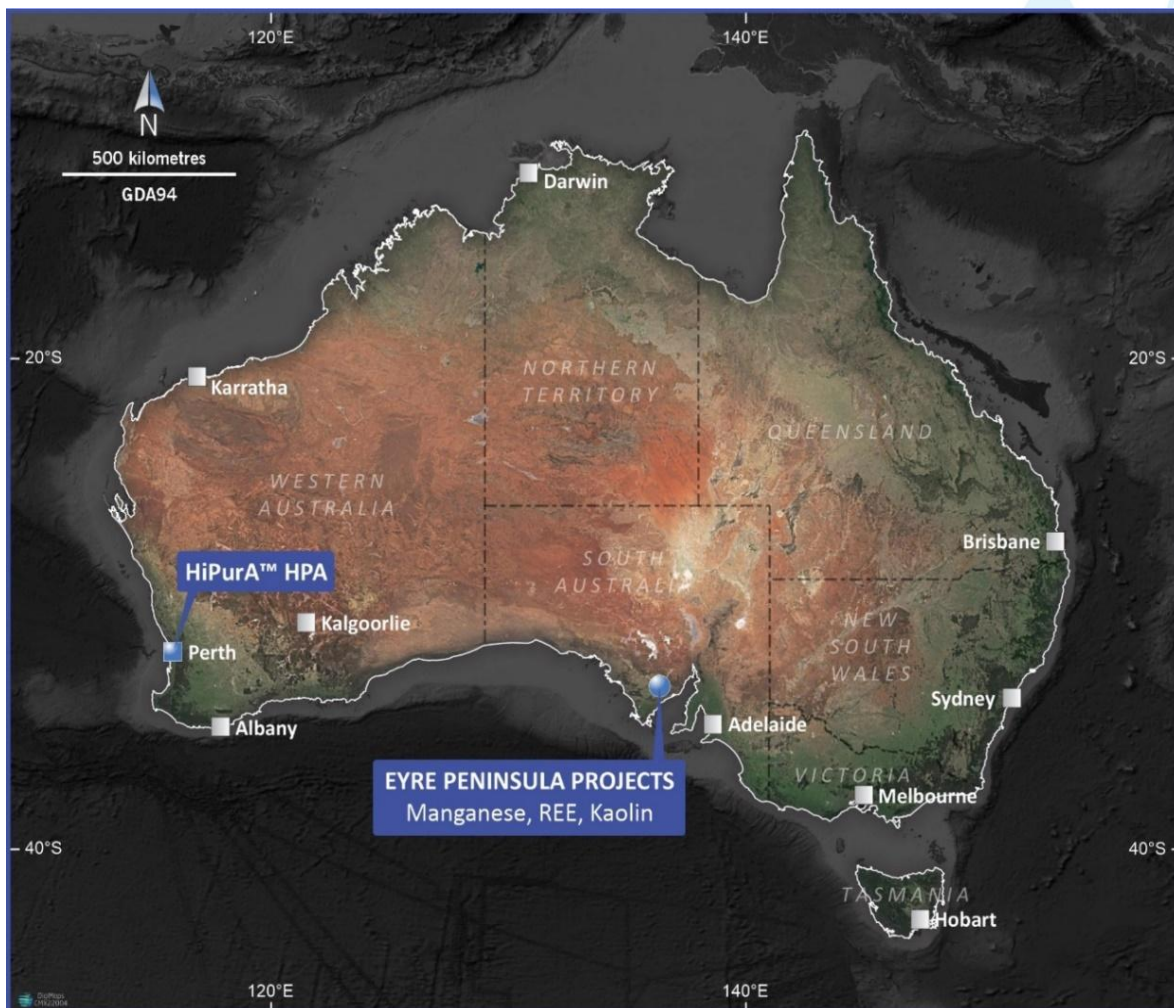 120°E
140°E
N
500 kilometres
GDA94
Darwin
20°S
20°S
NORTHERN
TERRITORY
Karratha
QUEENSLAND
WESTERN
AUSTRALIA
Brisbane
SOUTH
AUSTRALIA
HiPurA™ HPA
Kalgoorlie
NEW
SOUTH
WALES
Perth
Sydney
Albany
Adelaide
EYRE PENINSULA PROJECTS
Manganese, REE, Kaolin
VICTORIA
Melbourne
40°S
40°S
TASMANIA
Hobart
120°E
140°E